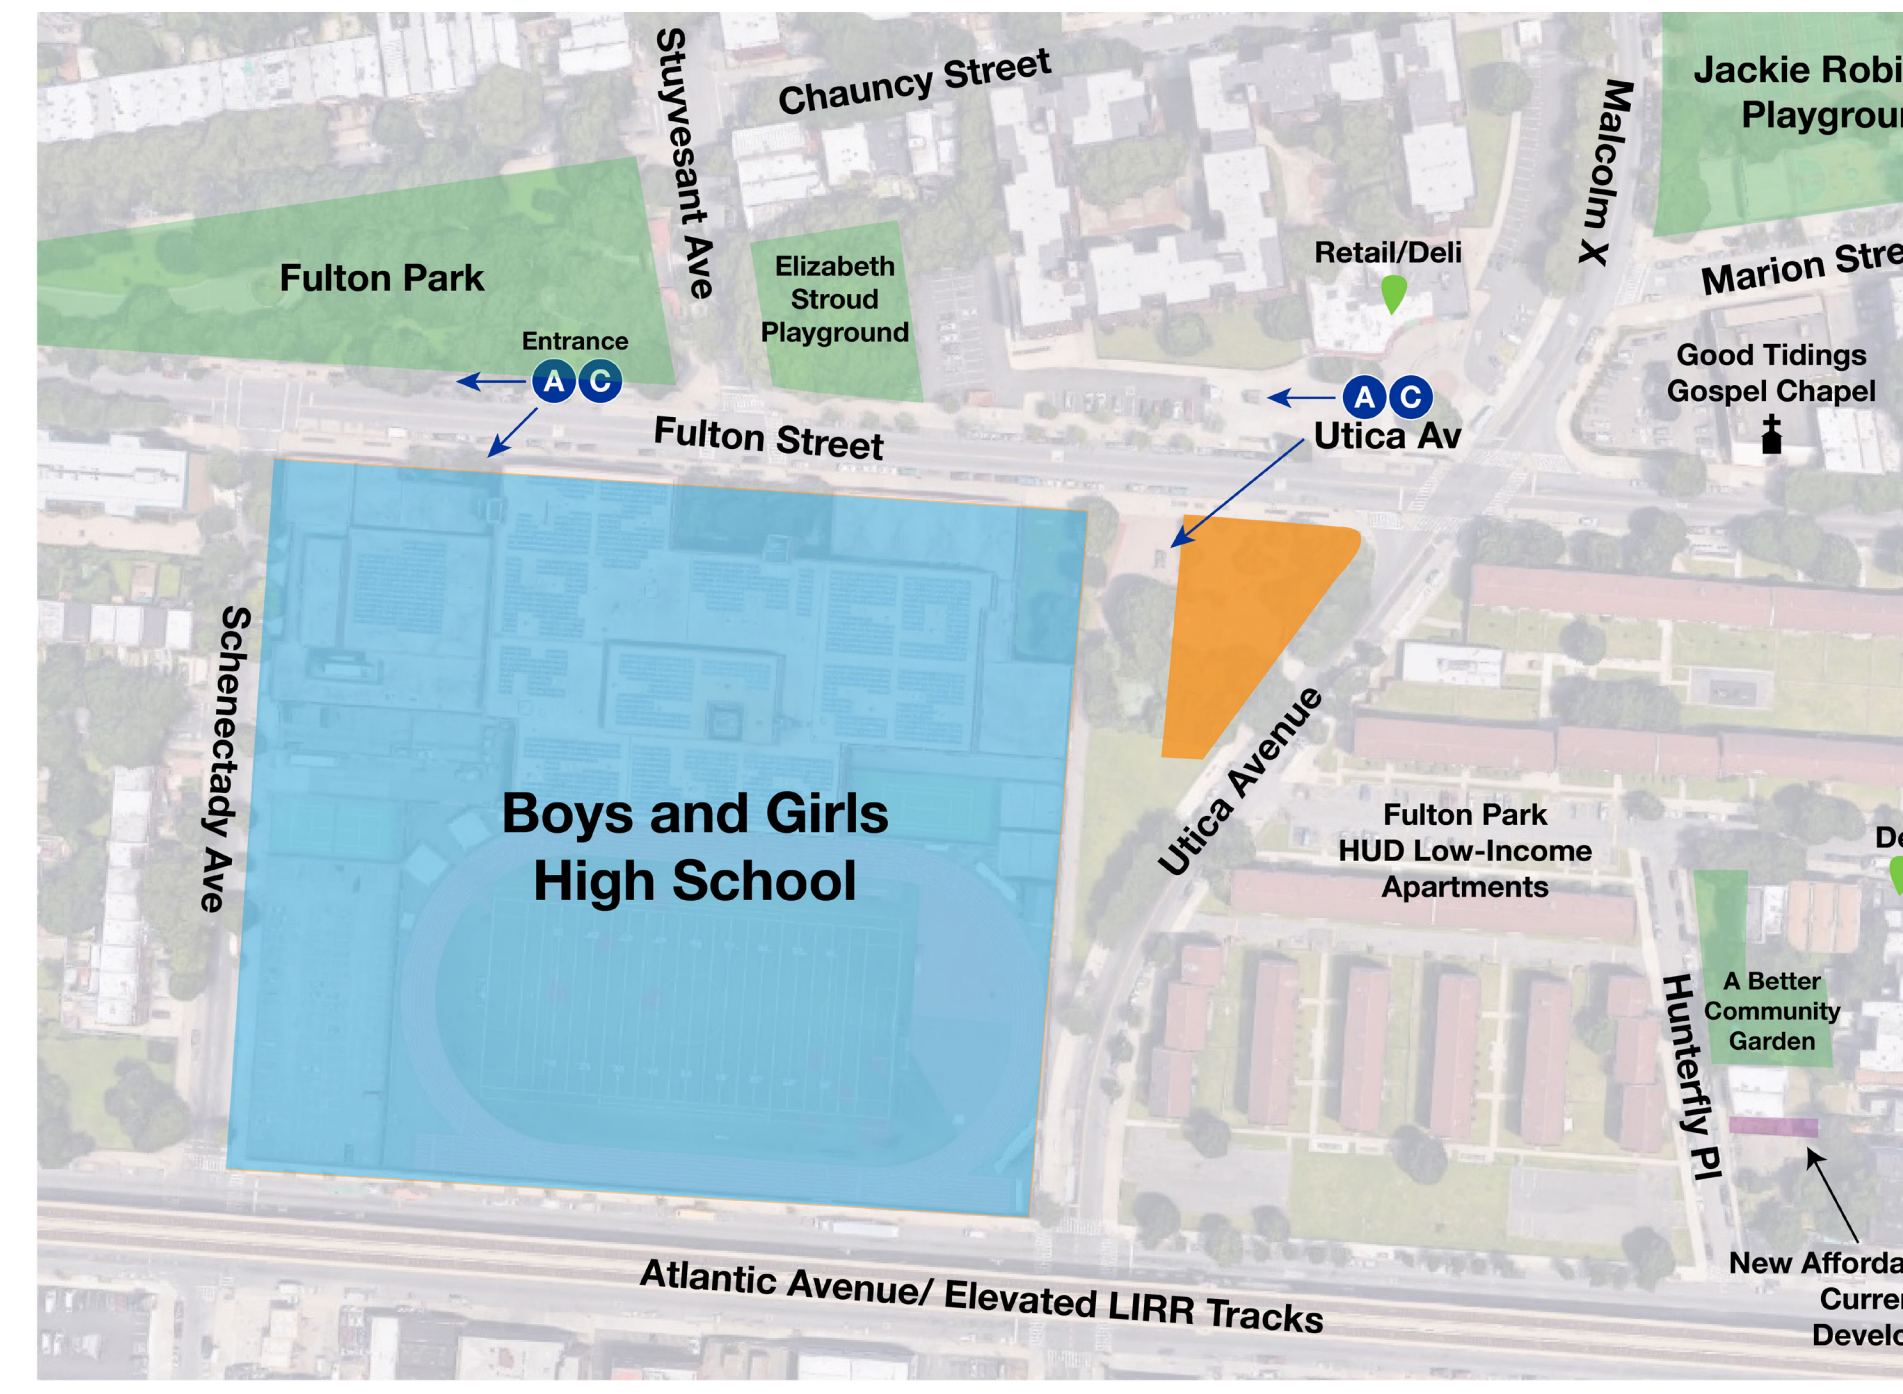 Stuyvesant Ave
Chauncy Street
Malcolm X
Jackie Robi
Playgrour
Fulton Park
Elizabeth
Stroud
Playground
Retail/Deli
Marion Stre
Entrance
A C
A C
Utica Av
Good Tidings
Gospel Chapel
Fulton Street
Schenectady Ave
Boys and Girls
High School
Utica Avenue
Fulton Park
HUD Low-Income
Apartments
De
A Better
Community
Garden
Hunterfly Pl
Atlantic Avenue/ Elevated LIRR Tracks
New Afforda
Curre
Develo